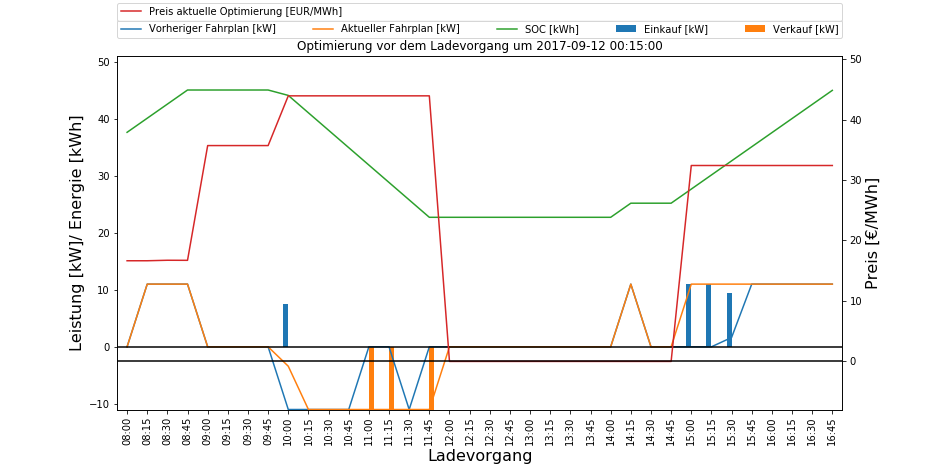 Preis aktuelle Optimierung [EUR/MWh]
Vorheriger Fahrplan [kW] Aktueller Fahrplan [kW] SOC [kWh] Einkauf [kW] Verkauf [kW]
Optimierung vor dem Ladevorgang um 2017-09-12 00:15:00
Leistung [kW]/ Energie [kWh]
50
40
30
20
10
0
−10
50
40
30
20
10
0
Preis [€/MWh]
08:00 08:15 08:30 08:45 09:00 09:15 09:30 09:45 10:00 10:15 10:30 10:45 11:00 11:15 11:30 11:45 12:00 12:15 12:30 12:45 13:00 13:15 13:30 13:45 14:00 14:15 14:30 14:45 15:00 15:15 15:30 15:45 16:00 16:15 16:30 16:45
Ladevorgang